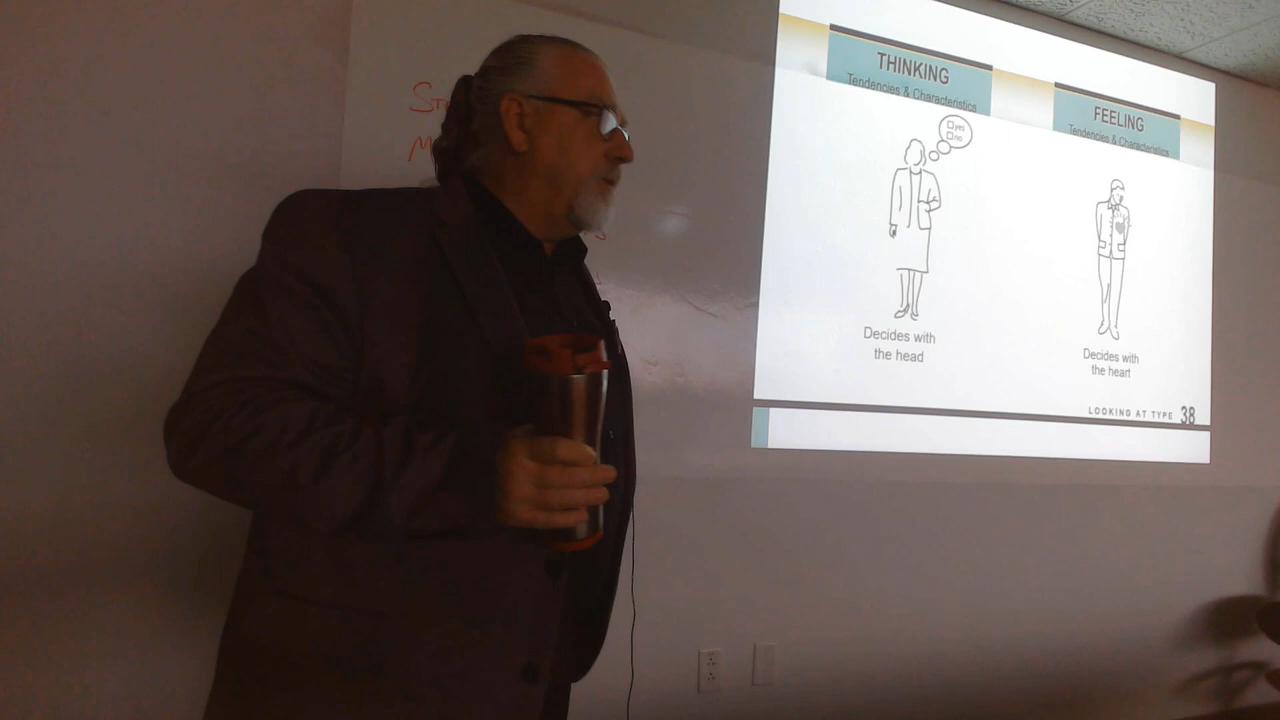 THINKING
Tendencies & Characteristics
yes
no
Decides with
the head
FEELING
Tendencies & Characteristics
Decides with
the heart
LOOKING AT TYPE 38